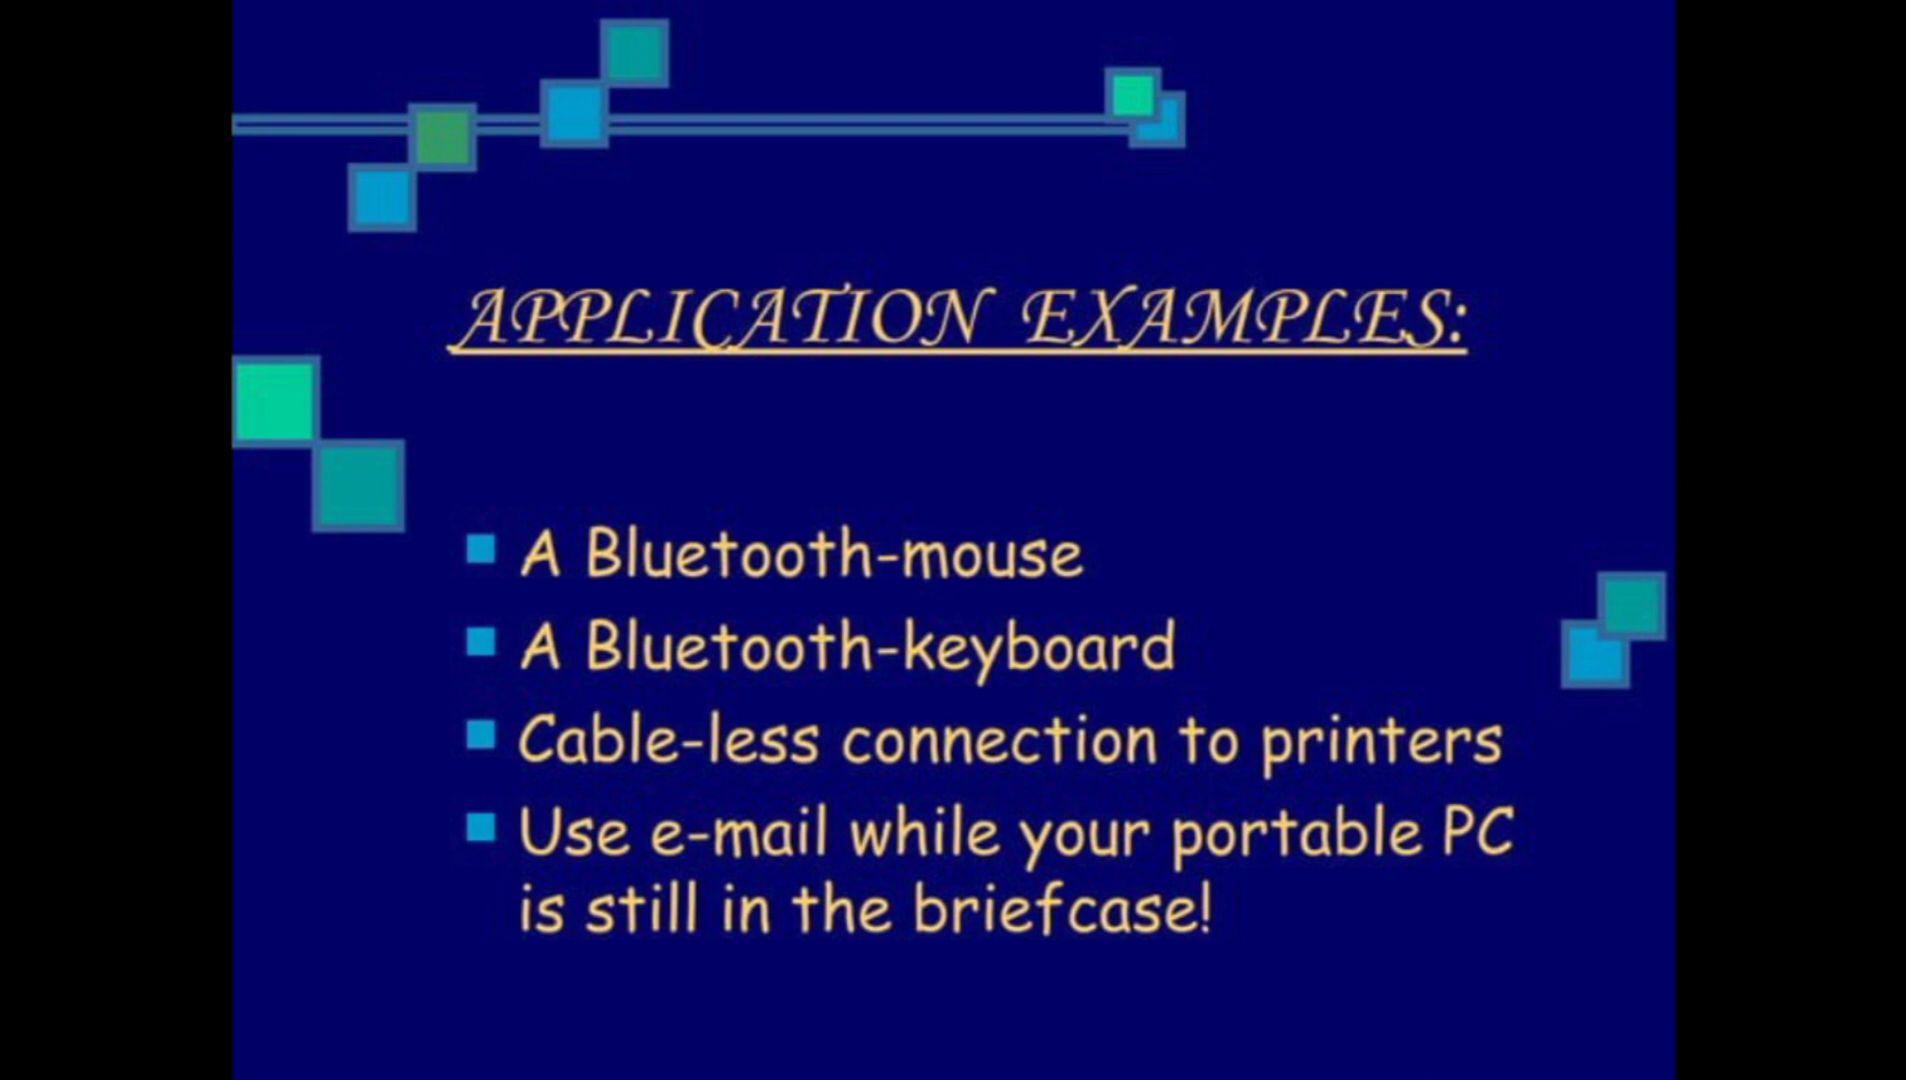 APPLICATION EXAMPLES:
A Bluetooth-mouse
A Bluetooth-keyboard
Cable-less connection to printers
Use e-mail while your portable PC
is still in the briefcase!